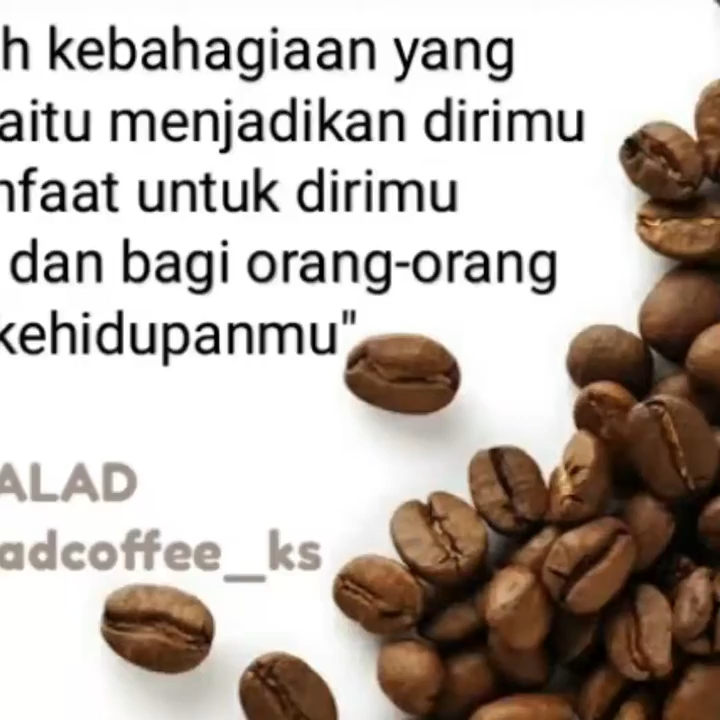 h kebahagiaan yang
aitu menjadikan dirimu
nfaat untuk dirimu
dan bagi orang-orang
kehidupanmu"
ALAD
adcoffee_ks